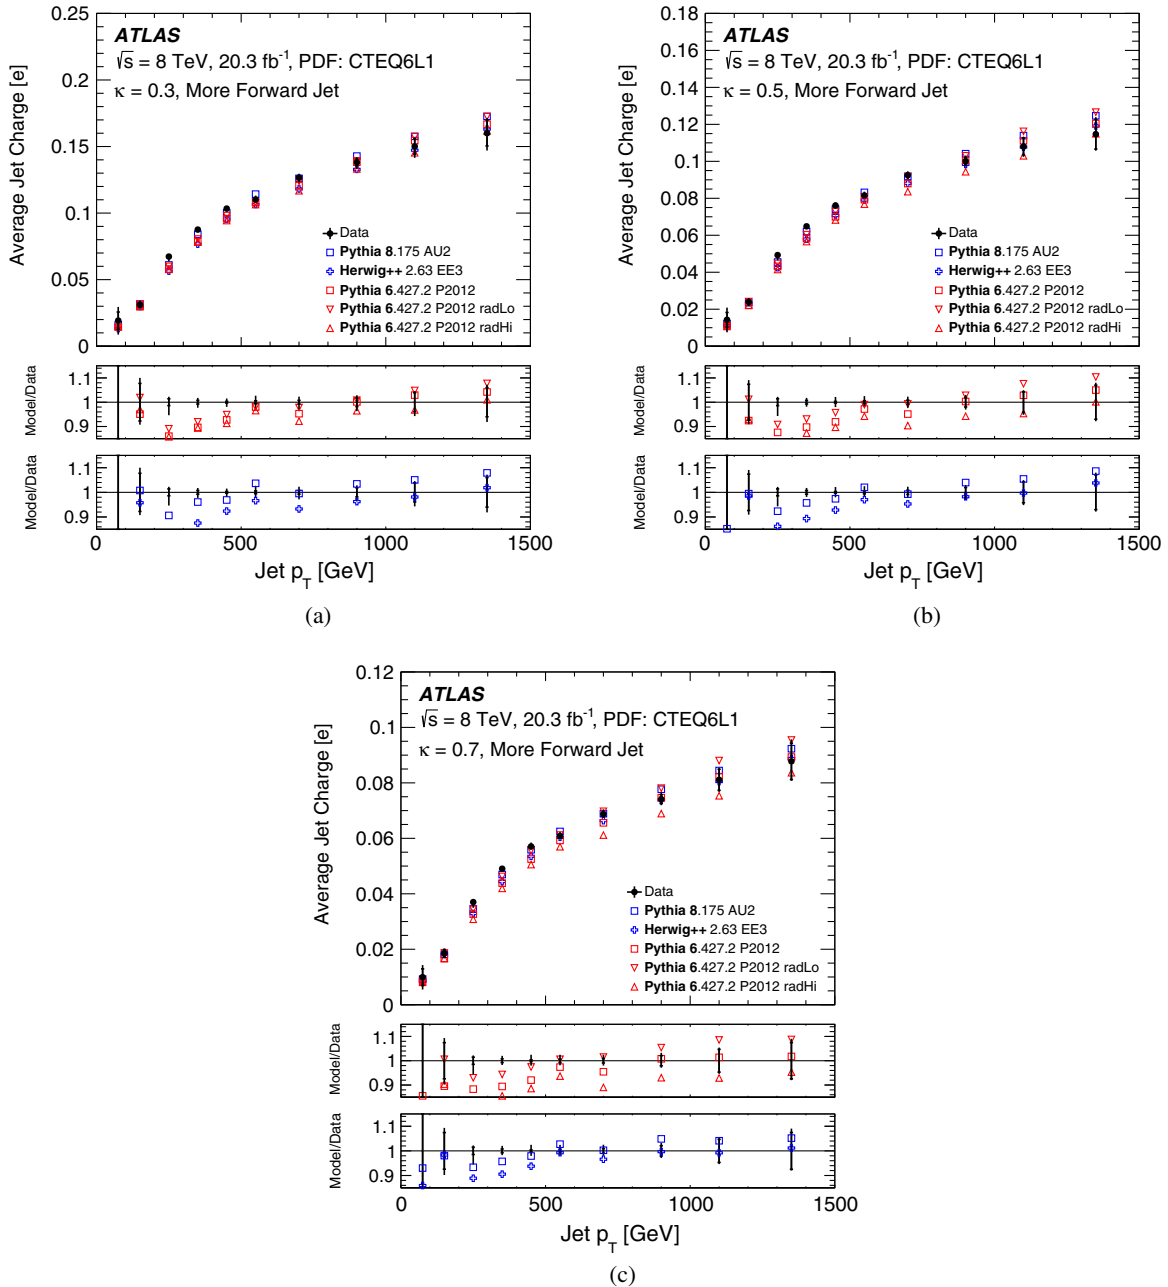 ATLAS
√s = 8 TeV, 20.3 fb⁻¹, PDF: CTEQ6L1
κ = 0.3, More Forward Jet
Average Jet Charge [e]
0.25
0.2
0.15
0.1
0.05
0
Data
Pythia 8.175 AU2
Herwig++ 2.63 EE3
Pythia 6.427.2 P2012
Pythia 6.427.2 P2012 radLo
Pythia 6.427.2 P2012 radHi
Model/Data
1.1
1
0.9
Model/Data
1.1
1
0.9
0 500 1000 1500
Jet p_T [GeV]
(a)
ATLAS
√s = 8 TeV, 20.3 fb⁻¹, PDF: CTEQ6L1
κ = 0.5, More Forward Jet
Average Jet Charge [e]
0.18
0.16
0.14
0.12
0.1
0.08
0.06
0.04
0.02
0
Data
Pythia 8.175 AU2
Herwig++ 2.63 EE3
Pythia 6.427.2 P2012
Pythia 6.427.2 P2012 radLo
Pythia 6.427.2 P2012 radHi
Model/Data
1.1
1
0.9
Model/Data
1.1
1
0.9
0 500 1000 1500
Jet p_T [GeV]
(b)
ATLAS
√s = 8 TeV, 20.3 fb⁻¹, PDF: CTEQ6L1
κ = 0.7, More Forward Jet
Average Jet Charge [e]
0.12
0.1
0.08
0.06
0.04
0.02
0
Data
Pythia 8.175 AU2
Herwig++ 2.63 EE3
Pythia 6.427.2 P2012
Pythia 6.427.2 P2012 radLo
Pythia 6.427.2 P2012 radHi
Model/Data
1.1
1
0.9
Model/Data
1.1
1
0.9
0 500 1000 1500
Jet p_T [GeV]
(c)